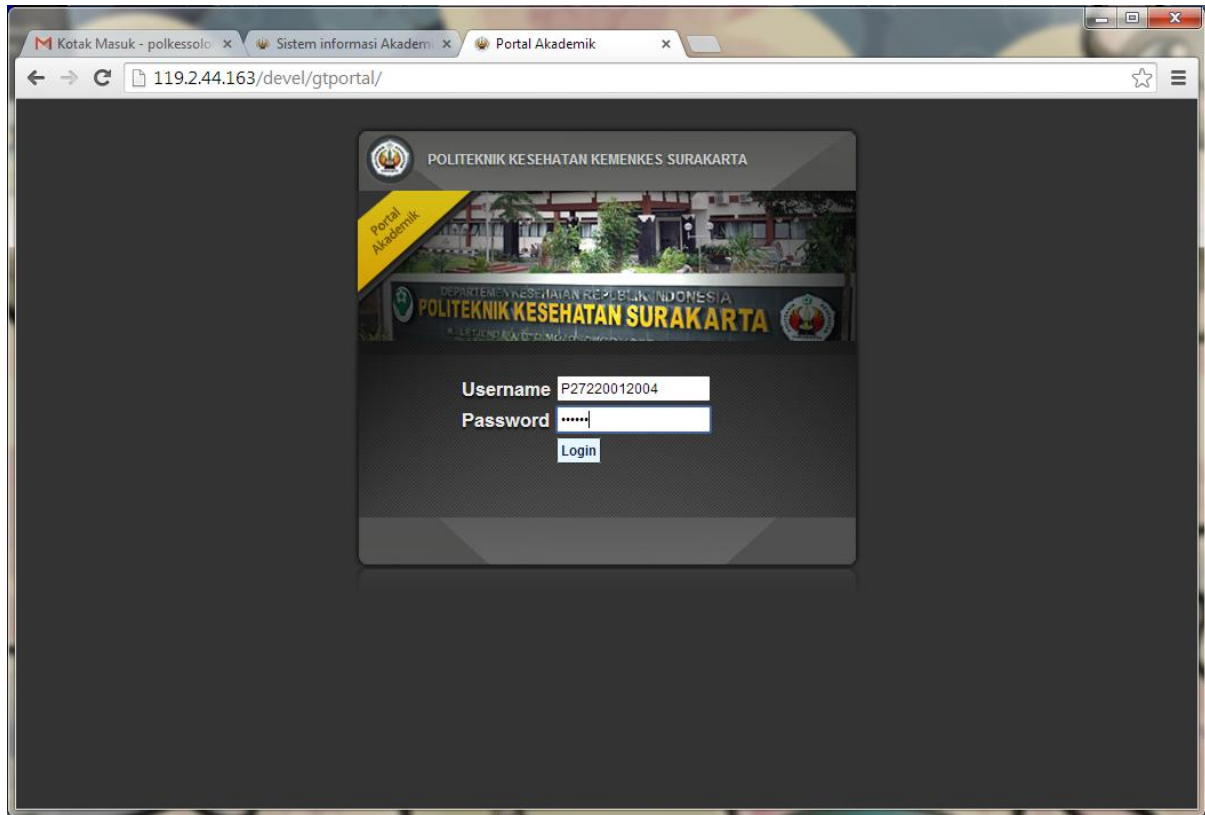 Kotak Masuk - polkessolo
Sistem informasi Akadem
Portal Akademik
119.2.44.163/devel/gtportal/
POLITEKNIK KESEHATAN KEMENKES SURAKARTA
Portal
Akademik
DEPARTEMEN KESEHATAN REPUBLIK INDONESIA
POLITEKNIK KESEHATAN SURAKARTA
Username P27220012004
Password ••••••
Login